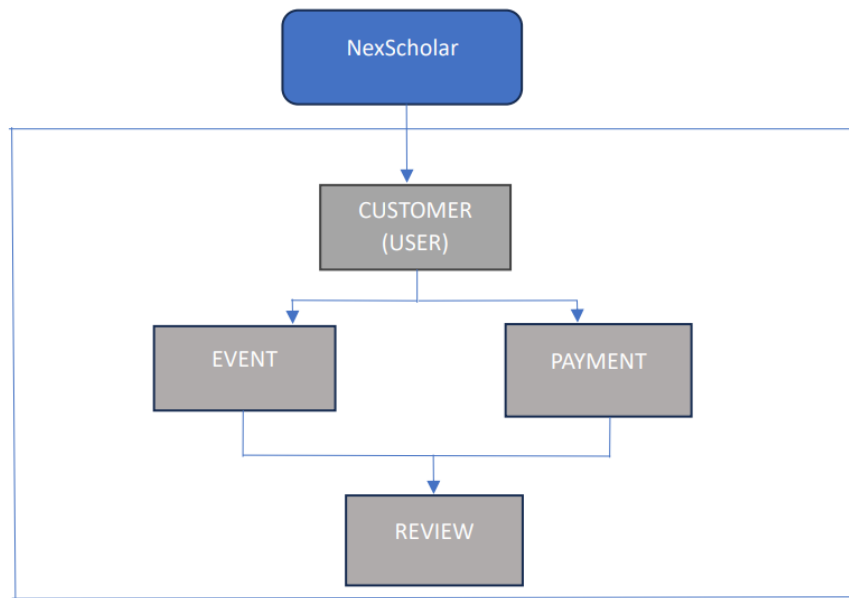 NexScholar
CUSTOMER
(USER)
EVENT
PAYMENT
REVIEW